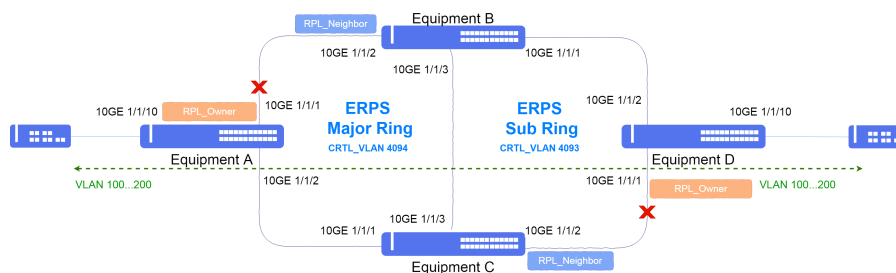 Equipment B
RPL_Neighbor
10GE 1/1/2
10GE 1/1/1
10GE 1/1/3
10GE 1/1/10
RPL_Owner
10GE 1/1/1
ERPS
Major Ring
CRTL_VLAN 4094
ERPS
Sub Ring
CRTL_VLAN 4093
10GE 1/1/2
10GE 1/1/10
Equipment A
Equipment D
VLAN 100...200
10GE 1/1/2
10GE 1/1/1
RPL_Owner
VLAN 100...200
10GE 1/1/3
10GE 1/1/1
10GE 1/1/2
Equipment C
RPL_Neighbor